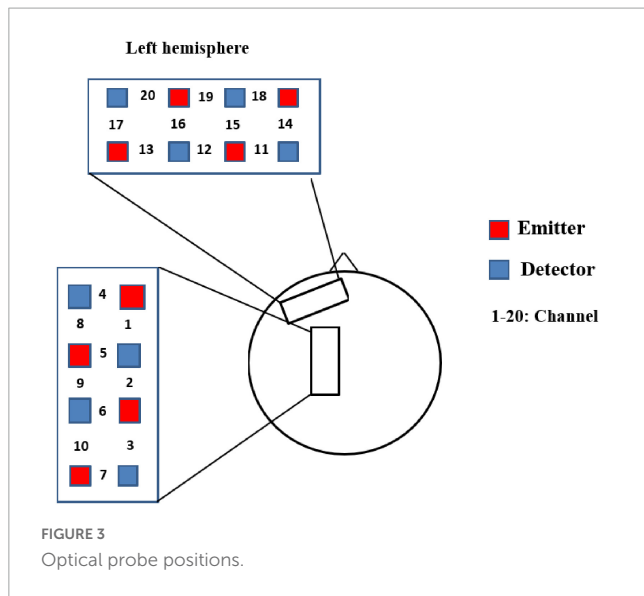 Left hemisphere
20 19 18
17 16 15 14
13 12 11
Emitter
Detector
1-20: Channel
4
8 1
5
9 2
6
10 3
7
FIGURE 3
Optical probe positions.